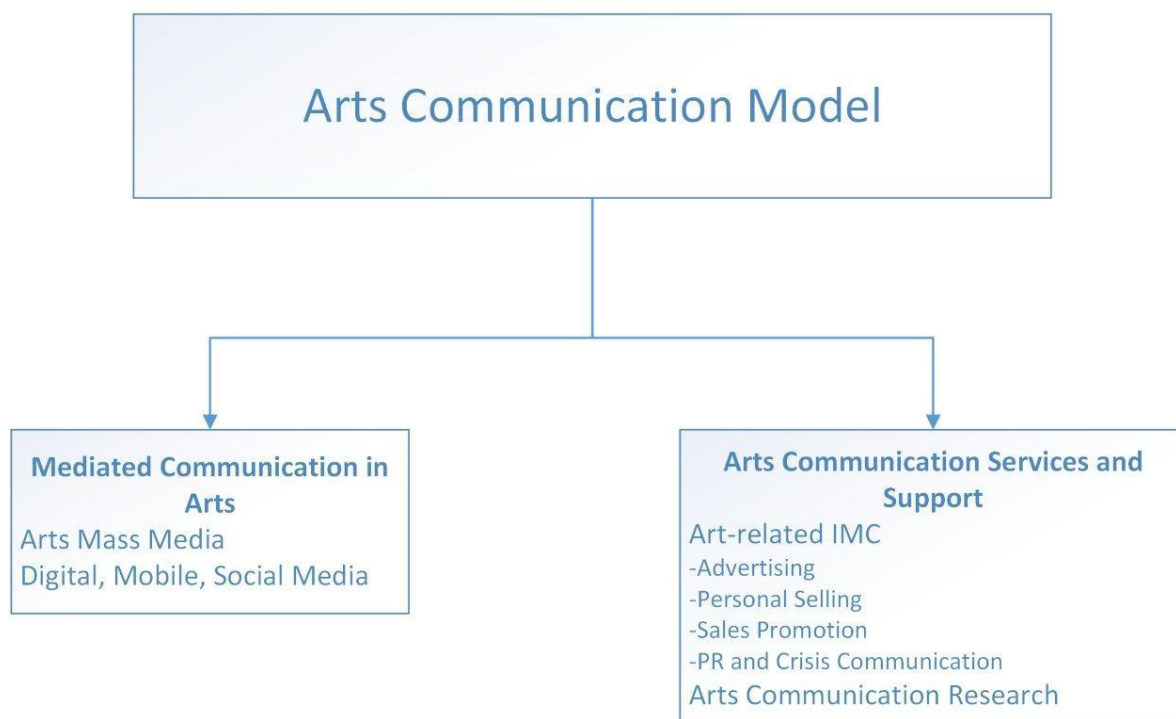 Arts Communication Model
Mediated Communication in
Arts
Arts Mass Media
Digital, Mobile, Social Media
Arts Communication Services and
Support
Art-related IMC
-Advertising
-Personal Selling
-Sales Promotion
-PR and Crisis Communication
Arts Communication Research